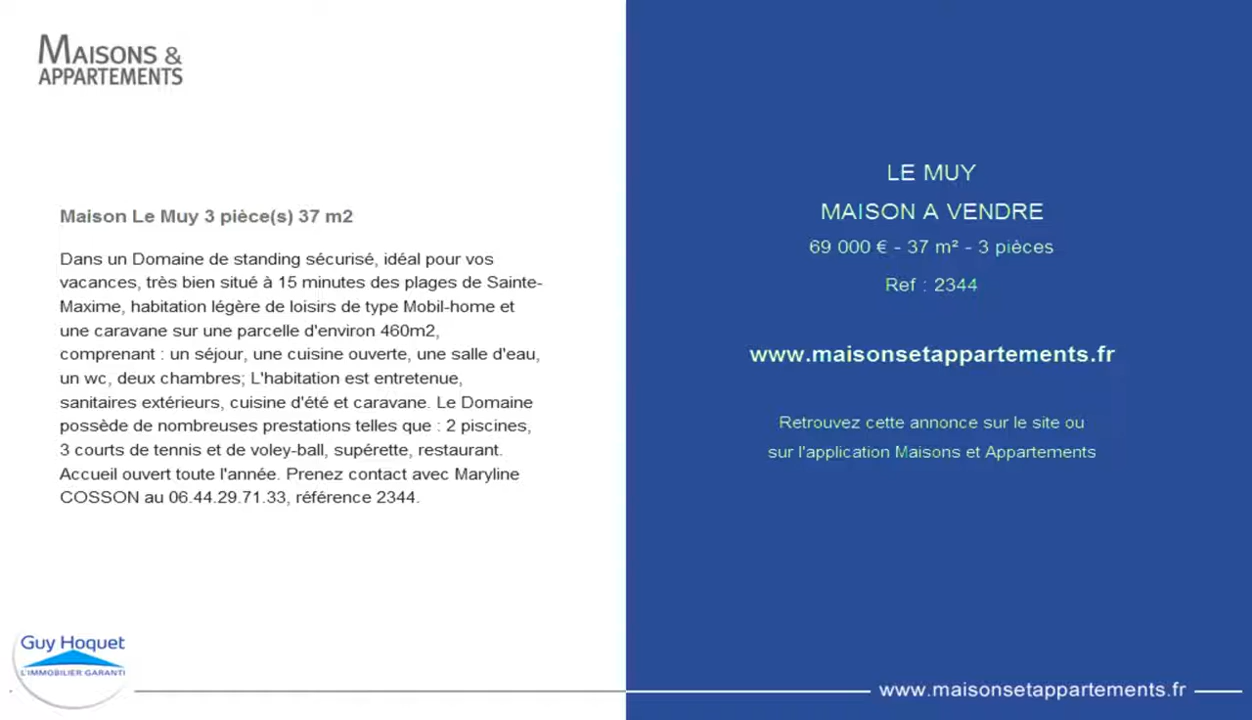 MAISONS &
APPARTEMENTS
Maison Le Muy 3 pièce(s) 37 m2
Dans un Domaine de standing sécurisé, idéal pour vos
vacances, très bien situé à 15 minutes des plages de Sainte-
Maxime, habitation légère de loisirs de type Mobil-home et
une caravane sur une parcelle d'environ 460m2,
comprenant : un séjour, une cuisine ouverte, une salle d'eau,
un wc, deux chambres; L'habitation est entretenue,
sanitaires extérieurs, cuisine d'été et caravane. Le Domaine
possède de nombreuses prestations telles que : 2 piscines,
3 courts de tennis et de voley-ball, supérette, restaurant.
Accueil ouvert toute l'année. Prenez contact avec Maryline
COSSON au 06.44.29.71.33, référence 2344.
Guy Hoquet
L'IMMOBILIER GARANTI
LE MUY
MAISON A VENDRE
69 000 € - 37 m² - 3 pièces
Ref : 2344
www.maisonsetappartements.fr
Retrouvez cette annonce sur le site ou
sur l'application Maisons et Appartements
www.maisonsetappartements.fr